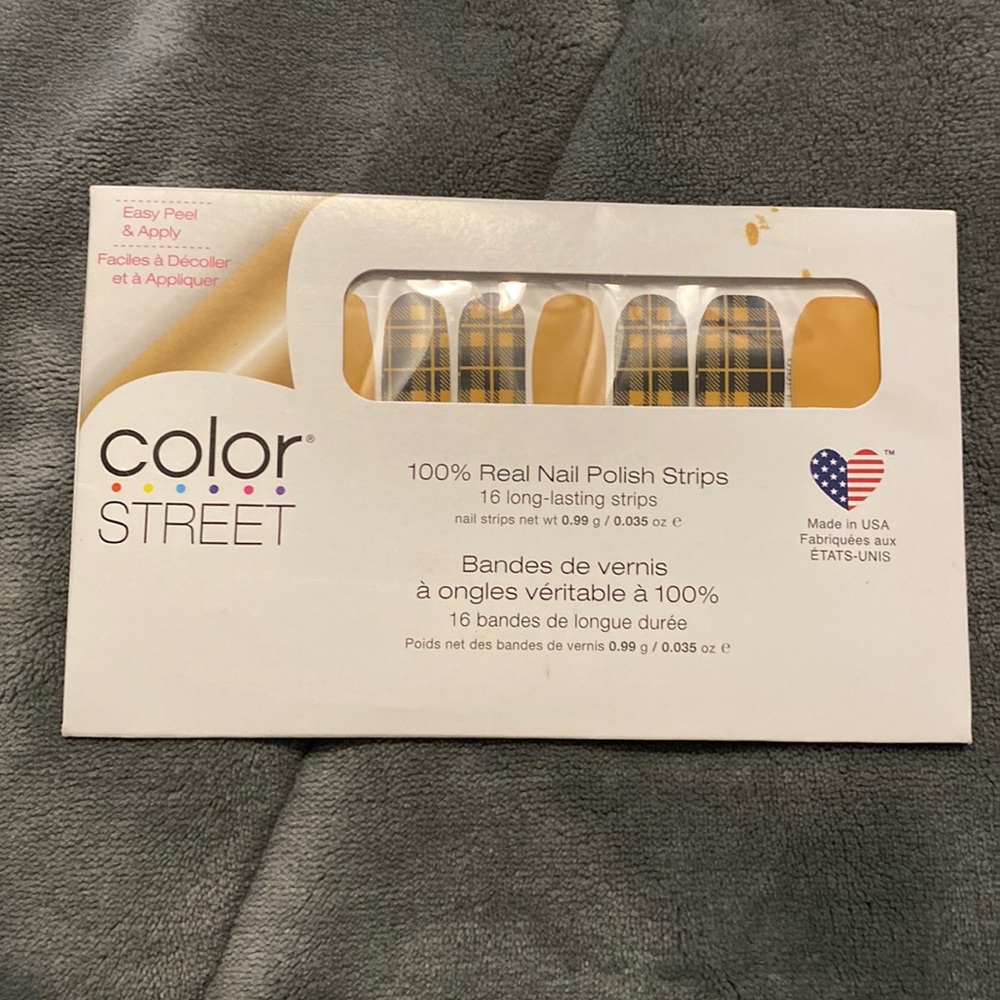 Easy Peel
& Apply
Faciles à Décoller
et à Appliquer
color®
STREET
100% Real Nail Polish Strips
16 long-lasting strips
nail strips net wt 0.99 g / 0.035 oz ℮
Bandes de vernis
à ongles véritable à 100%
16 bandes de longue durée
Poids net des bandes de vernis 0.99 g / 0.035 oz ℮
™
Made in USA
Fabriquées aux
ÉTATS-UNIS